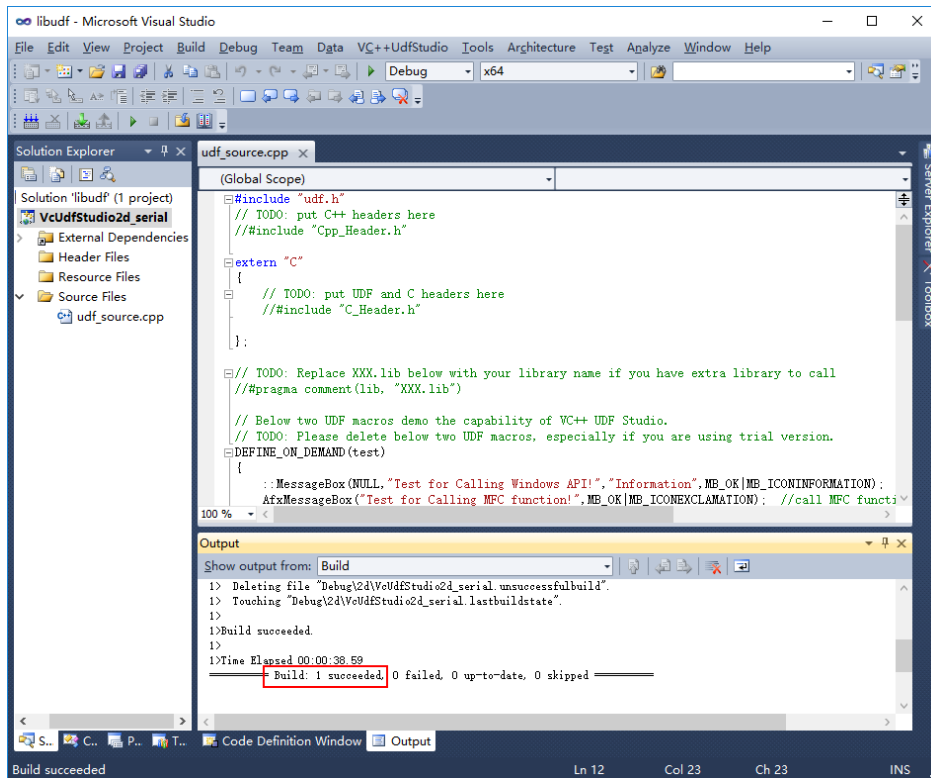 libudf - Microsoft Visual Studio
File Edit View Project Build Debug Team Data VC++UdfStudio Tools Architecture Test Analyze Window Help
Debug x64
Solution Explorer
udf_source.cpp
(Global Scope)
Solution 'libudf' (1 project)
VcUdfStudio2d_serial
External Dependencies
Header Files
Resource Files
Source Files
udf_source.cpp
#include "udf.h"
// TODO: put C++ headers here
//#include "Cpp_Header.h"
extern "C"
{
// TODO: put UDF and C headers here
//#include "C_Header.h"
};
// TODO: Replace XXX.lib below with your library name if you have extra library to call
//#pragma comment(lib, "XXX.lib")
// Below two UDF macros demo the capability of VC++ UDF Studio.
// TODO: Please delete below two UDF macros, especially if you are using trial version.
DEFINE_ON_DEMAND(test)
{
::MessageBox(NULL,"Test for Calling Windows API!","Information",MB_OK|MB_ICONINFORMATION);
AfxMessageBox("Test for Calling MFC function!",MB_OK|MB_ICONEXCLAMATION); //call MFC functi
100 %
Server Explorer
Toolbox
Output
Show output from: Build
1> Deleting file "Debug\2d\VcUdfStudio2d_serial.unsuccessfulbuild".
1> Touching "Debug\2d\VcUdfStudio2d_serial.lastbuildstate".
1>
1>Build succeeded.
1>
1>Time Elapsed 00:00:38.59
========== Build: 1 succeeded, 0 failed, 0 up-to-date, 0 skipped ==========
S... C... P... T...
Code Definition Window Output
Build succeeded Ln 12 Col 23 Ch 23 INS